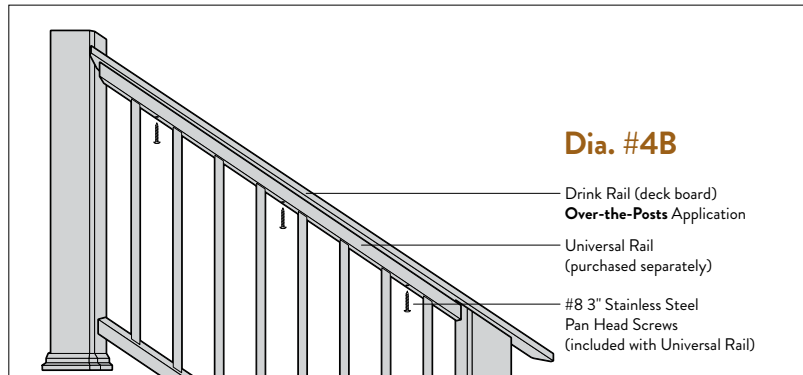 Dia. #4B
Drink Rail (deck board)
Over-the-Posts Application
Universal Rail
(purchased separately)
#8 3" Stainless Steel
Pan Head Screws
(included with Universal Rail)